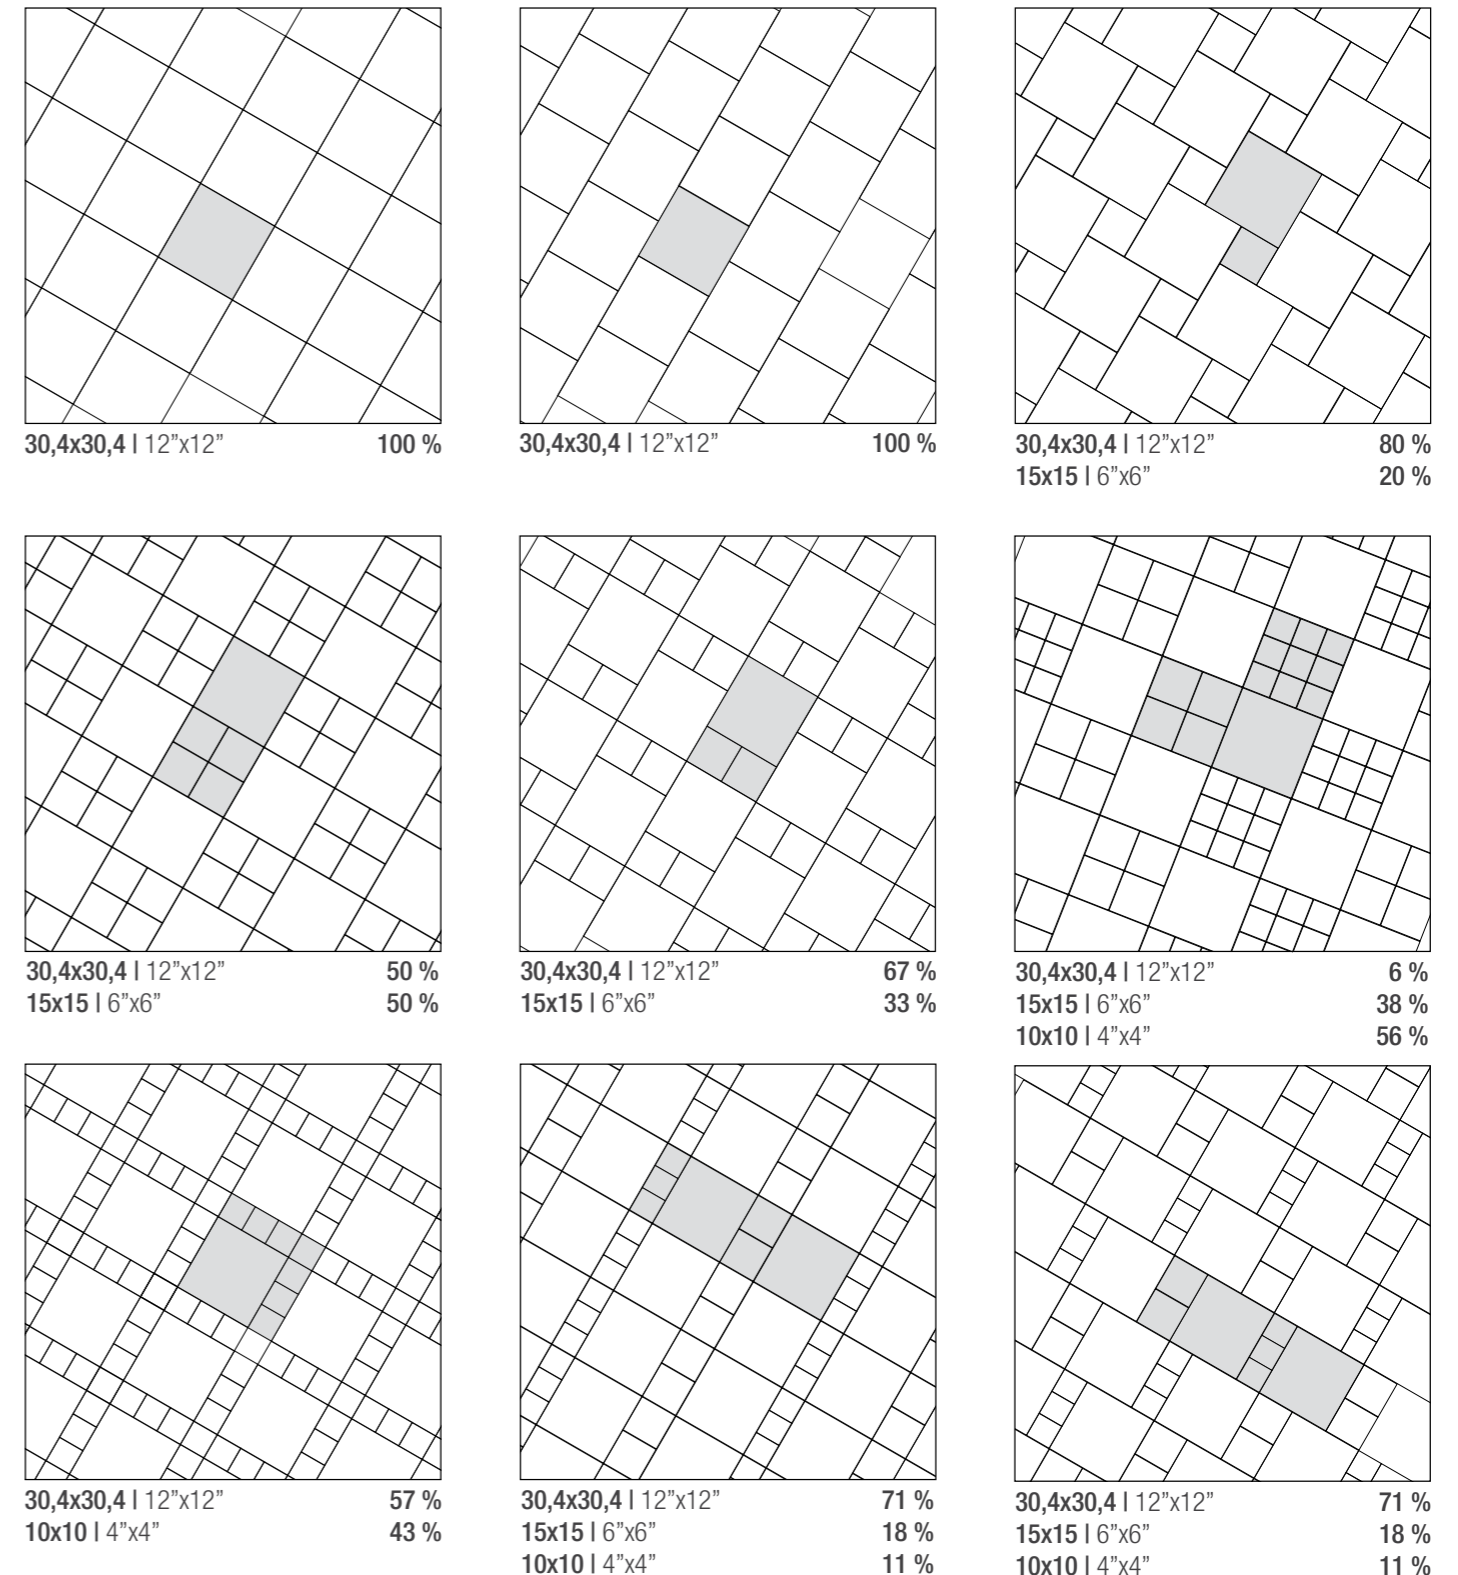 30,4x30,4 | 12”x12” 100 %
30,4x30,4 | 12”x12” 100 %
30,4x30,4 | 12”x12” 80 %
15x15 | 6”x6” 20 %
30,4x30,4 | 12”x12” 50 %
15x15 | 6”x6” 50 %
30,4x30,4 | 12”x12” 67 %
15x15 | 6”x6” 33 %
30,4x30,4 | 12”x12” 6 %
15x15 | 6”x6” 38 %
10x10 | 4”x4” 56 %
30,4x30,4 | 12”x12” 57 %
10x10 | 4”x4” 43 %
30,4x30,4 | 12”x12” 71 %
15x15 | 6”x6” 18 %
10x10 | 4”x4” 11 %
30,4x30,4 | 12”x12” 71 %
15x15 | 6”x6” 18 %
10x10 | 4”x4” 11 %